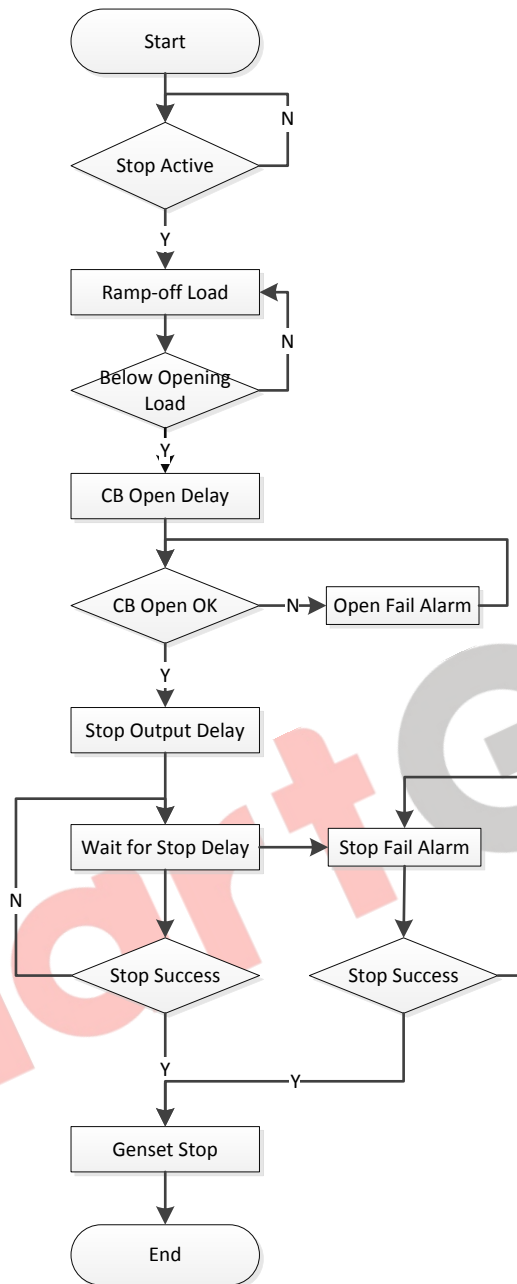 Start
N
Stop Active
Y
Ramp-off Load
N
Below Opening
Load
Y
CB Open Delay
CB Open OK
N
Open Fail Alarm
Y
Stop Output Delay
Wait for Stop Delay
Stop Fail Alarm
N
Stop Success
Stop Success
Y
Y
Genset Stop
End